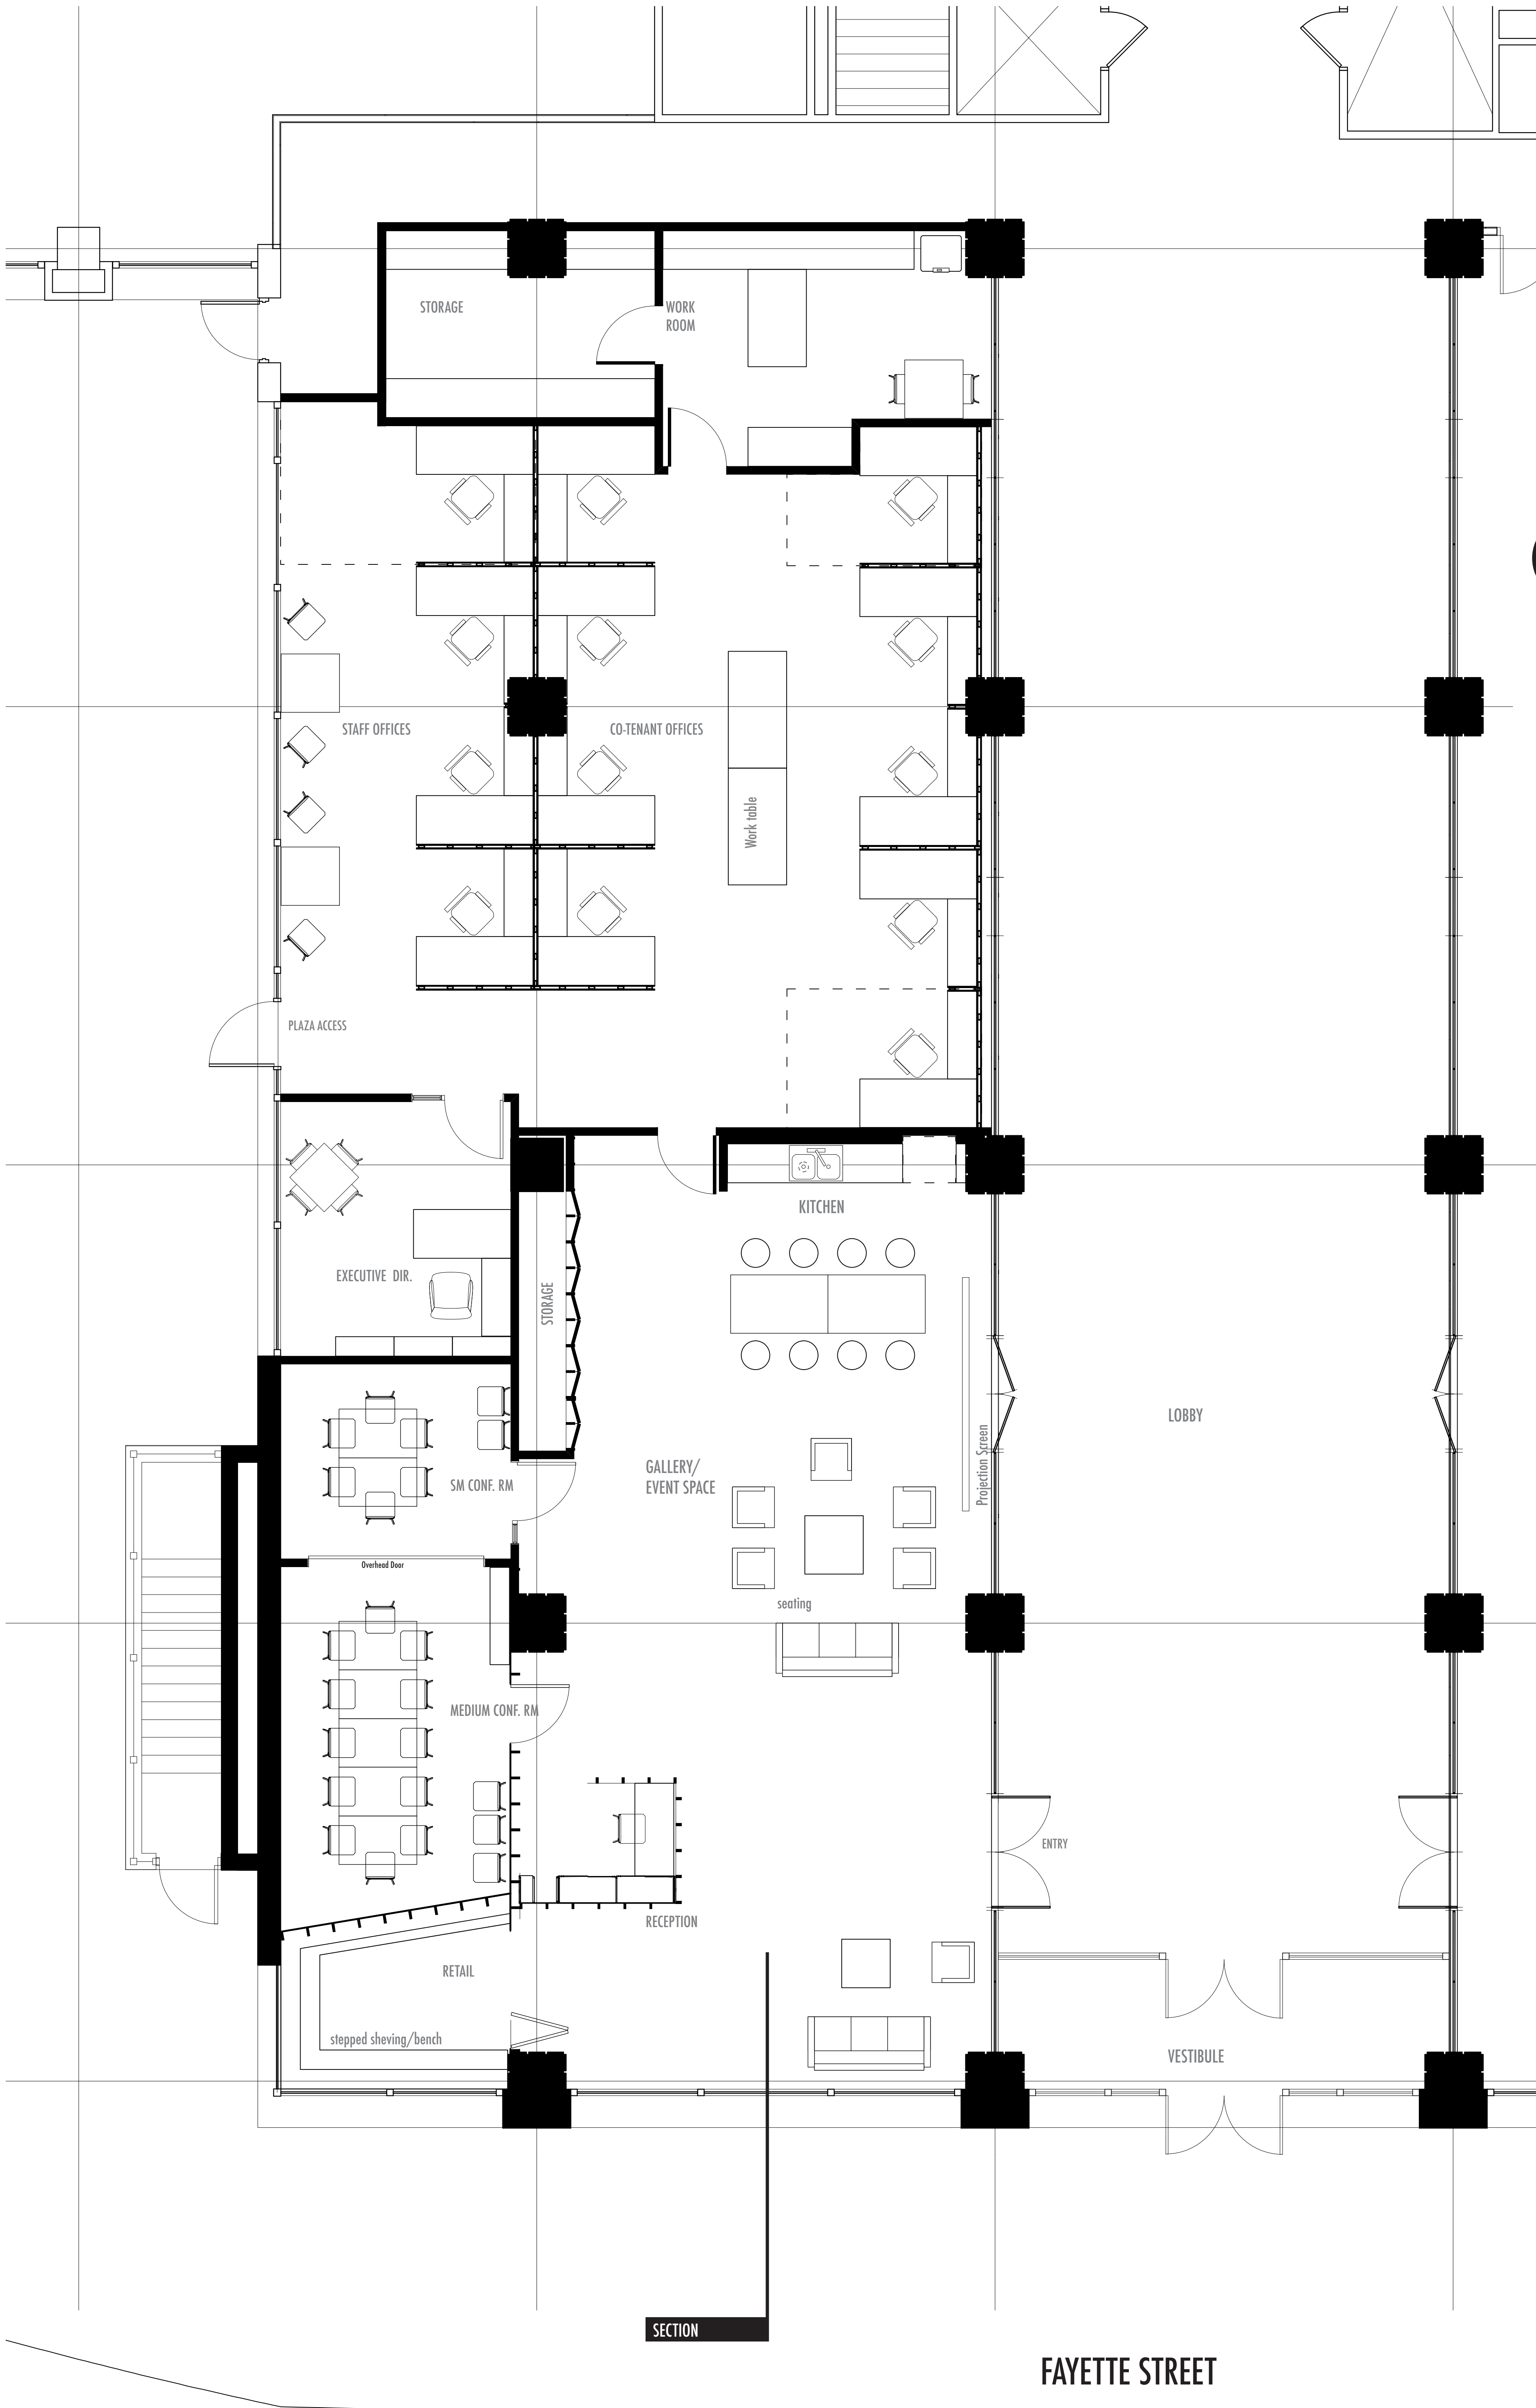 STORAGE
WORK
ROOM
STAFF OFFICES
CO-TENANT OFFICES
Work table
PLAZA ACCESS
KITCHEN
EXECUTIVE DIR.
STORAGE
LOBBY
Projection Screen
GALLERY/
EVENT SPACE
SM CONF. RM
Overhead Door
seating
MEDIUM CONF. RM
ENTRY
RECEPTION
RETAIL
stepped sheving/bench
VESTIBULE
SECTION
FAYETTE STREET